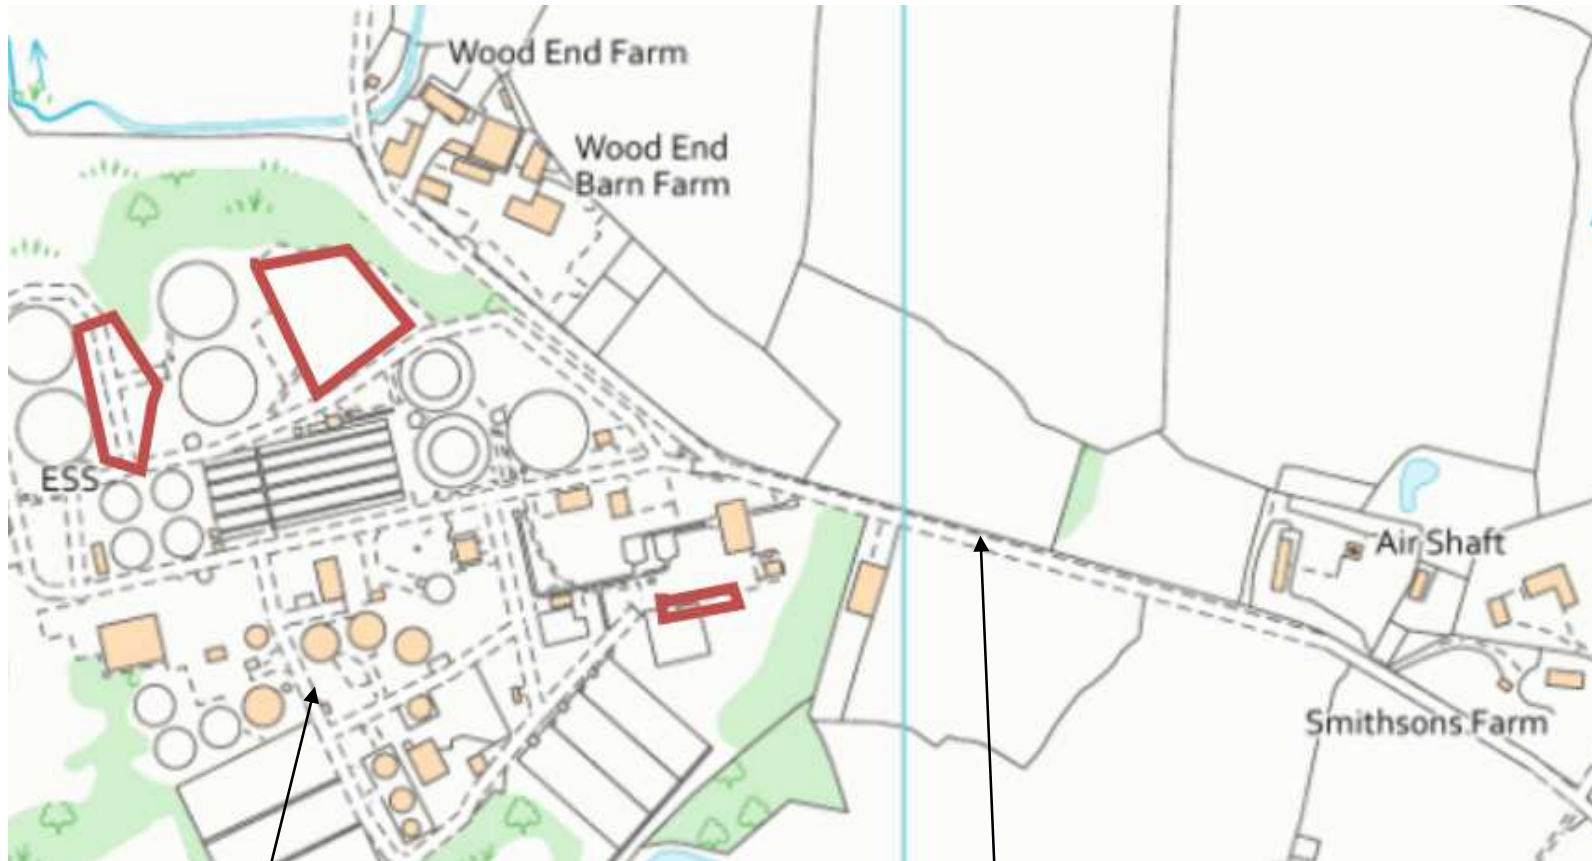 Wood End Farm
Wood End
Barn Farm
ESS
Air Shaft
Smithsons Farm